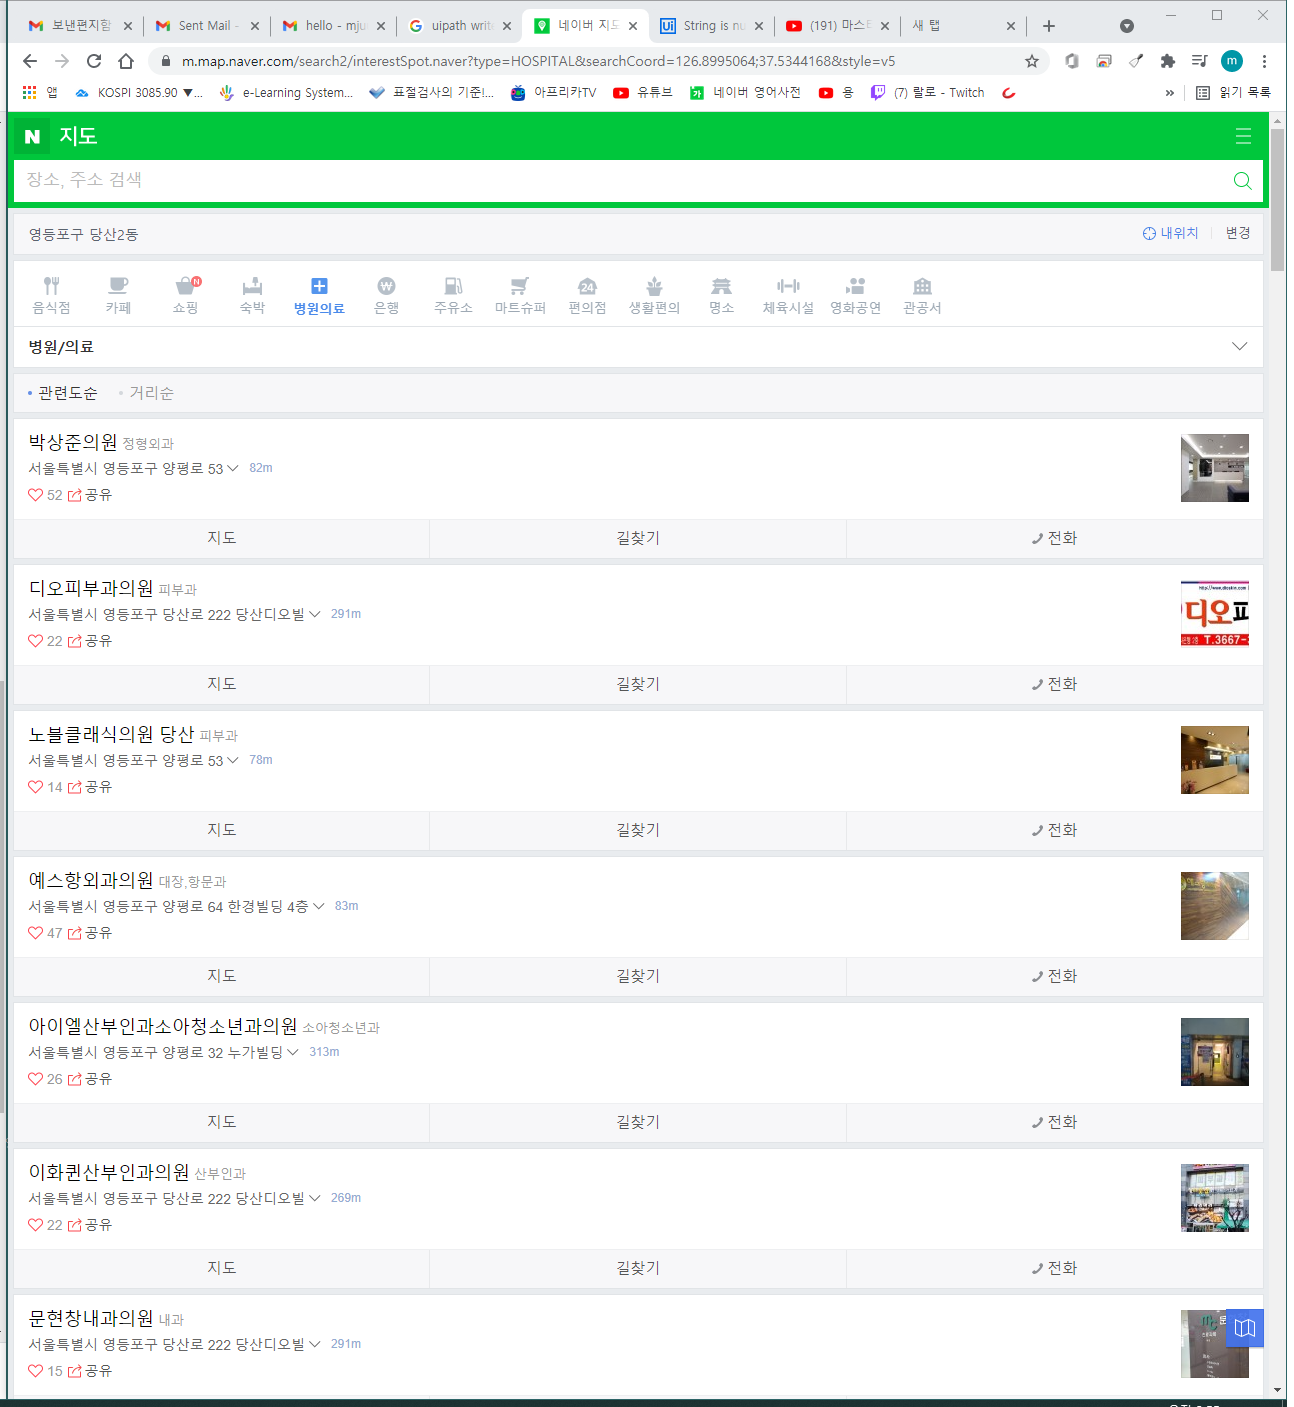 보낸편지함
Sent Mail -
hello - mju
uipath write
네이버 지도
String is nu
(191) 마스
새 탭
m.map.naver.com/search2/interestSpot.naver?type=HOSPITAL&searchCoord=126.8995064;37.5344168&style=v5
m
앱
KOSPI 3085.90 ▼...
e-Learning System...
표절검사의 기준!...
아프리카TV
유튜브
네이버 영어사전
용
(7) 랄로 - Twitch
»
읽기 목록
N 지도
장소, 주소 검색
영등포구 당산2동
내위치
변경
음식점
카페
쇼핑
숙박
병원의료
은행
주유소
마트슈퍼
편의점
생활편의
명소
체육시설
영화공연
관공서
병원/의료
관련도순
거리순
박상준의원 정형외과
서울특별시 영등포구 양평로 53 82m
52 공유
지도 길찾기 전화
디오피부과의원 피부과
서울특별시 영등포구 당산로 222 당산디오빌 291m
22 공유
디오피
T.3667-
지도 길찾기 전화
노블클래식의원 당산 피부과
서울특별시 영등포구 양평로 53 78m
14 공유
지도 길찾기 전화
예스항외과의원 대장,항문과
서울특별시 영등포구 양평로 64 한경빌딩 4층 83m
47 공유
지도 길찾기 전화
아이엘산부인과소아청소년과의원 소아청소년과
서울특별시 영등포구 양평로 32 누가빌딩 313m
26 공유
지도 길찾기 전화
이화퀸산부인과의원 산부인과
서울특별시 영등포구 당산로 222 당산디오빌 269m
22 공유
지도 길찾기 전화
문현창내과의원 내과
서울특별시 영등포구 당산로 222 당산디오빌 291m
15 공유